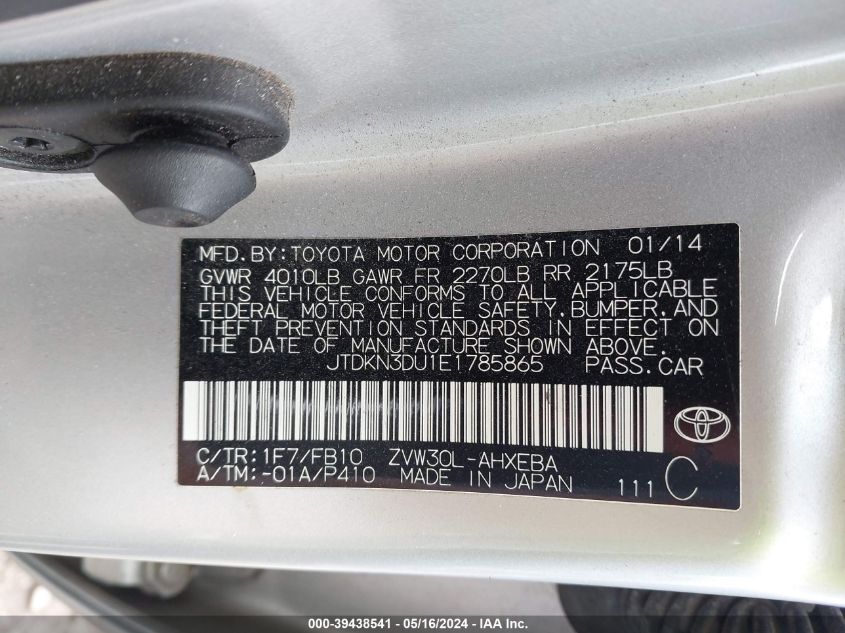 MFD.BY:TOYOTA MOTOR CORPORATION 01/14
GVWR 4010LB GAWR FR 2270LB RR 2175LB
THIS VEHICLE CONFORMS TO ALL APPLICABLE
FEDERAL MOTOR VEHICLE SAFETY.BUMPER.AND
THEFT PREVENTION STANDARDS IN EFFECT ON
THE DATE OF MANUFACTURE SHOWN ABOVE.
JTDKN3DU1E1785865 PASS.CAR
C/TR:1F7/FB10 ZVW30L-AHXEBA
A/TM:-01A/P410 MADE IN JAPAN 111 C
000-39438541 - 05/16/2024 - IAA Inc.